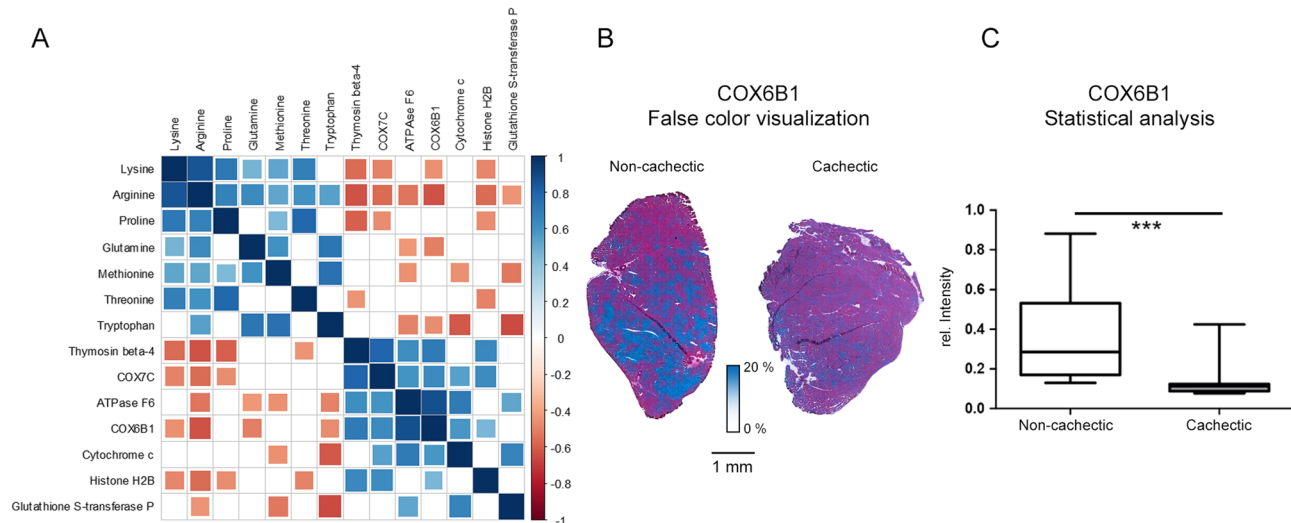 A
Lysine
Arginine
Proline
Glutamine
Methionine
Threonine
Tryptophan
Thymosin beta-4
COX7C
ATPAse F6
COX6B1
Cytochrome c
Histone H2B
Glutathione S-transferase P
Lysine
Arginine
Proline
Glutamine
Methionine
Threonine
Tryptophan
Thymosin beta-4
COX7C
ATPase F6
COX6B1
Cytochrome c
Histone H2B
Glutathione S-transferase P
1
0.8
0.6
0.4
0.2
0
-0.2
-0.4
-0.6
-0.8
-1
B
COX6B1
False color visualization
Non-cachectic
Cachectic
20 %
0 %
1 mm
C
COX6B1
Statistical analysis
***
rel. Intensity
1.0
0.8
0.6
0.4
0.2
0.0
Non-cachectic
Cachectic